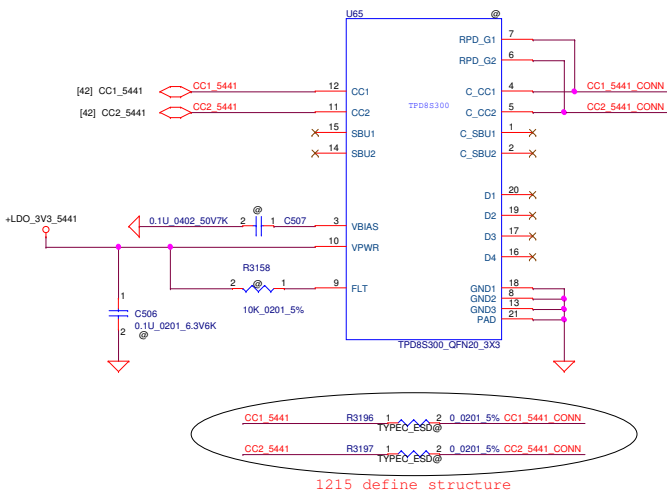 U65
@
RPD_G1 7
RPD_G2 6
[42] CC1_5441 CC1_5441 12 CC1 TPD8S300 C_CC1 4 CC1_5441_CONN
[42] CC2_5441 CC2_5441 11 CC2 C_CC2 5 CC2_5441_CONN
15 SBU1 C_SBU1 1
14 SBU2 C_SBU2 2
D1 20
D2 19
D3 17
D4 16
+LDO_3V3_5441
@
0.1U_0402_50V7K 2 1 C507 3 VBIAS
10 VPWR
R3158
2 @ 1 9 FLT
10K_0201_5%
GND1 18
GND2 8
GND3 13
PAD 21
1
C506
0.1U_0201_6.3V6K
2
@
TPD8S300_QFN20_3X3
CC1_5441 R3196 1 2 0_0201_5% CC1_5441_CONN
TYPEC_ESD@
CC2_5441 R3197 1 2 0_0201_5% CC2_5441_CONN
TYPEC_ESD@
1215 define structure